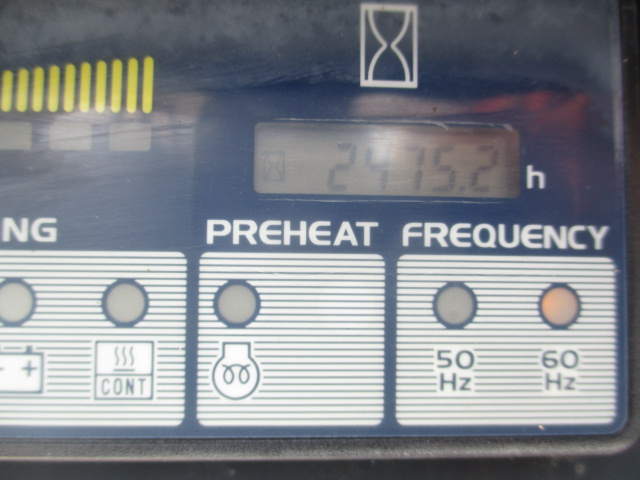 2475.2 h
NG PREHEAT FREQUENCY
- +
CONT
50 Hz
60 Hz